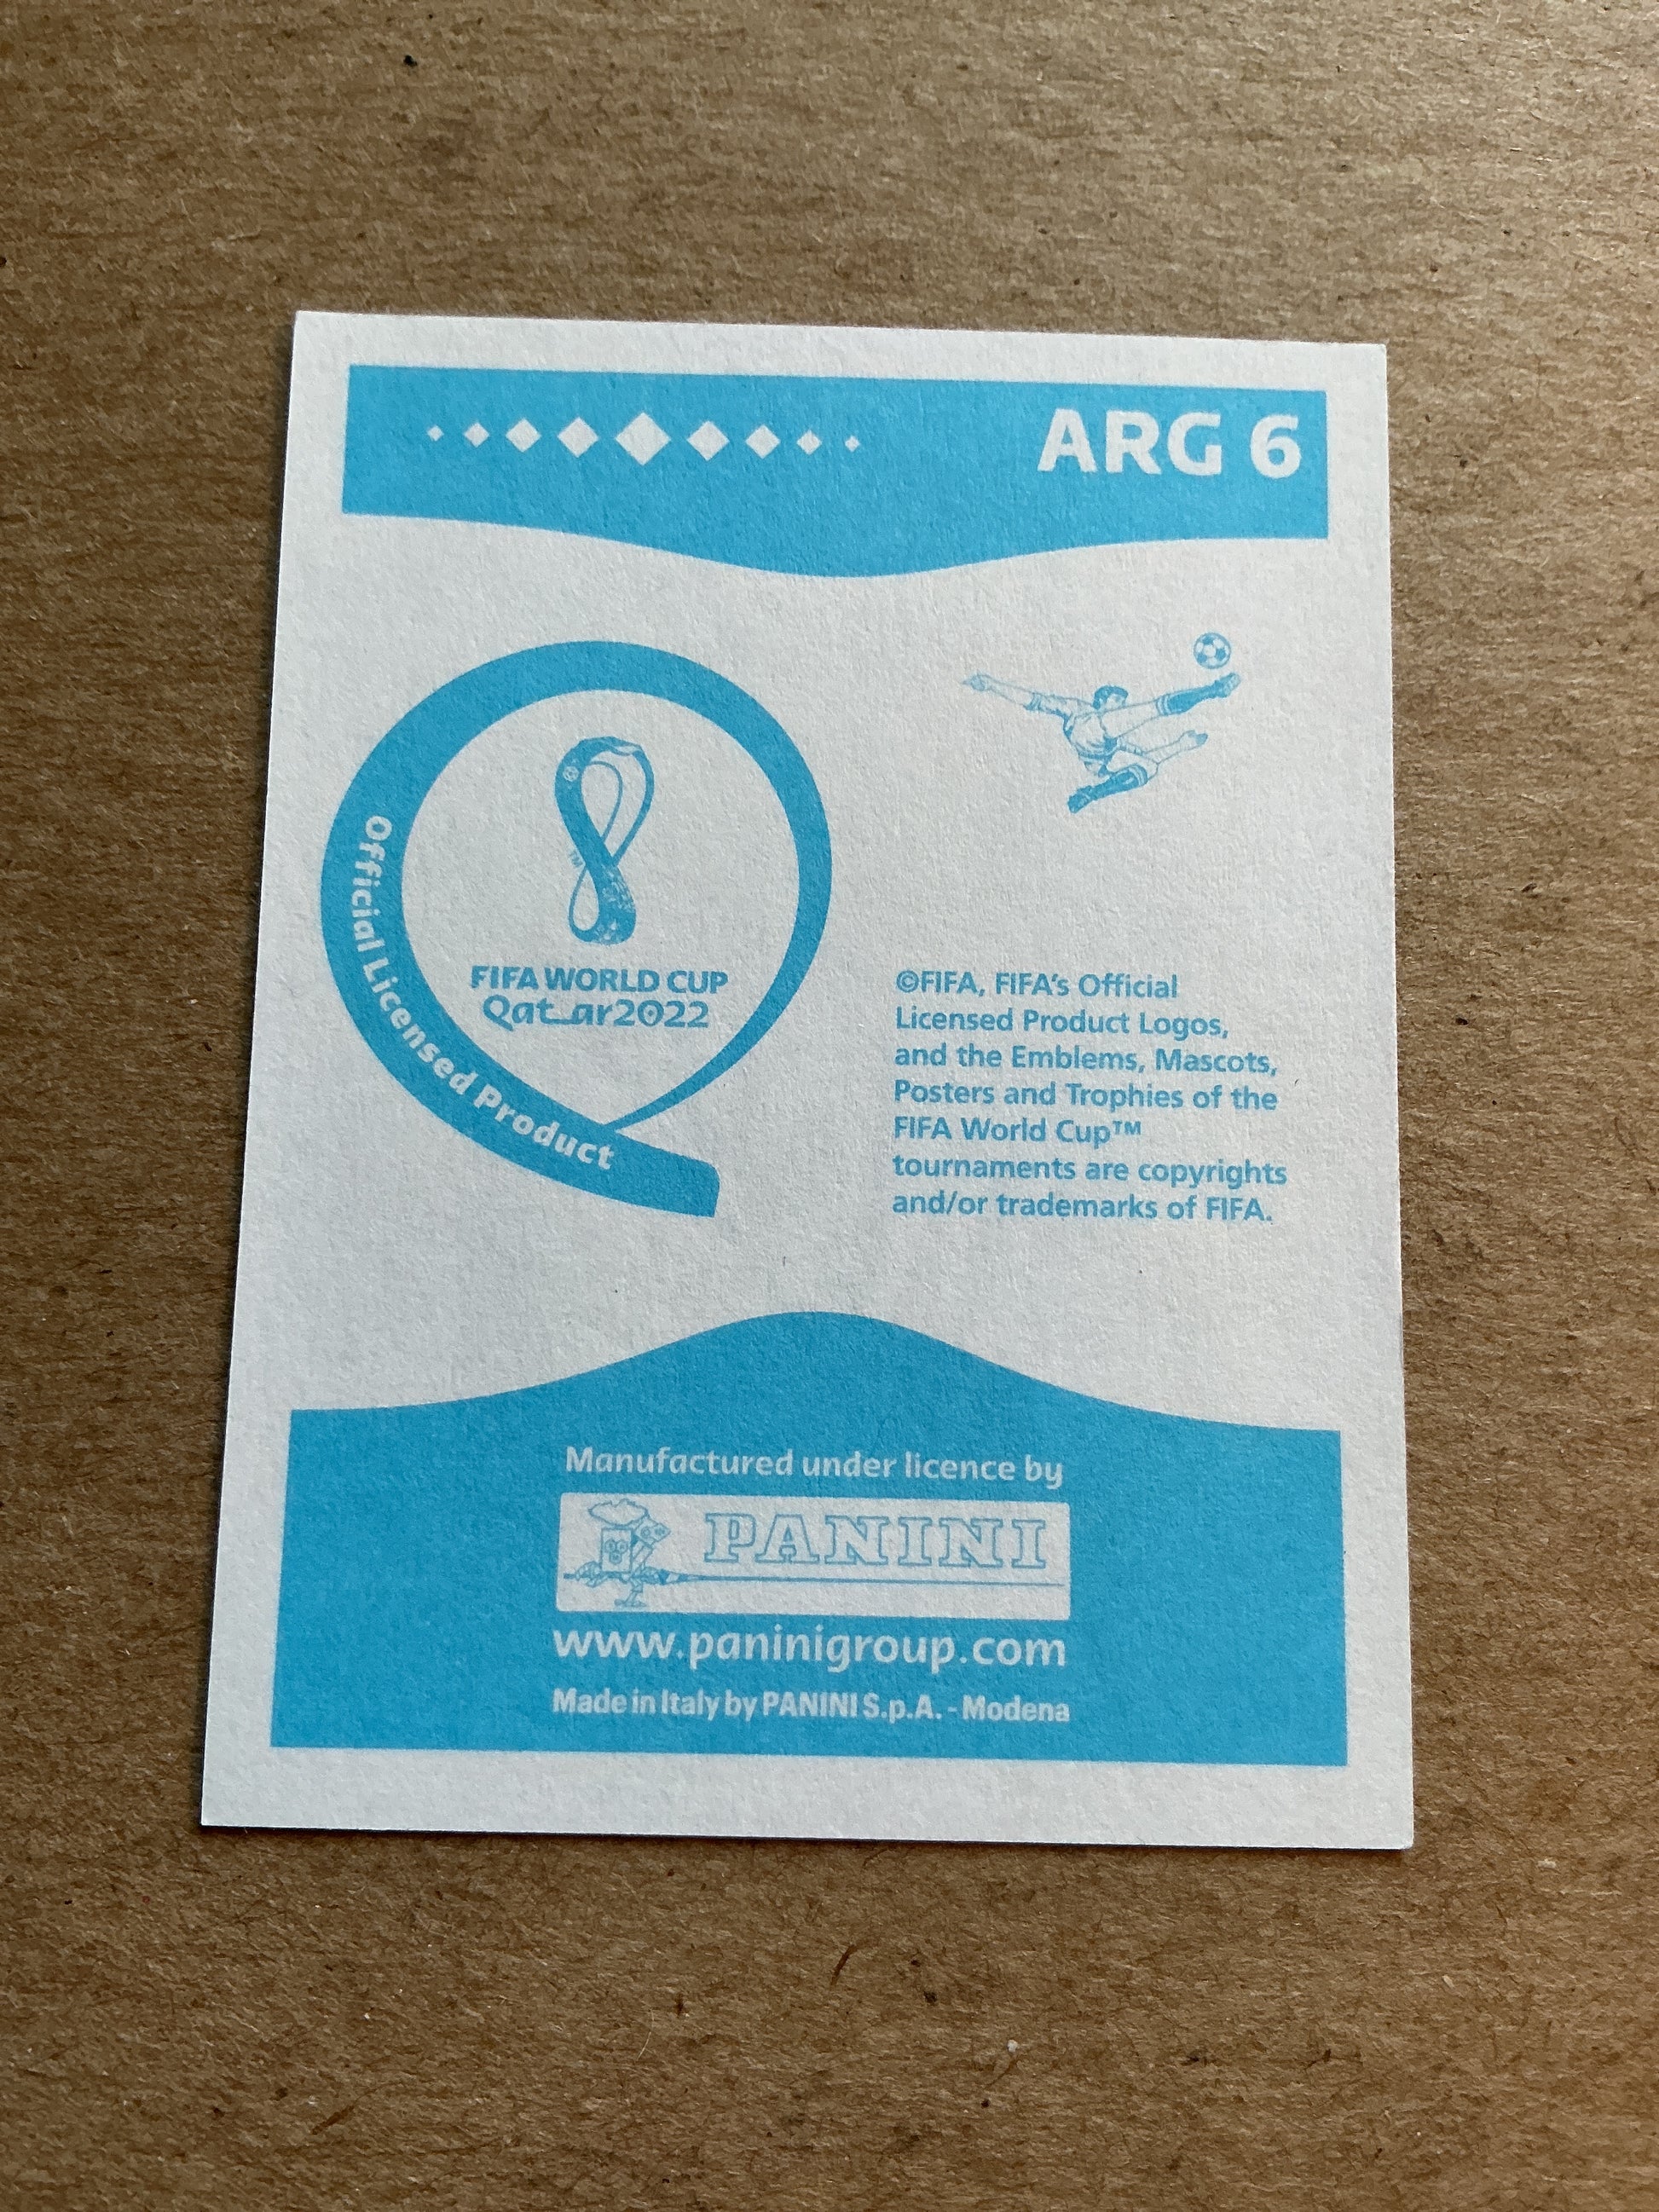 ARG 6
Official Licensed Product
TM
FIFA WORLD CUP
Qatar2022
©FIFA, FIFA's Official
Licensed Product Logos,
and the Emblems, Mascots,
Posters and Trophies of the
FIFA World Cup™
tournaments are copyrights
and/or trademarks of FIFA.
Manufactured under licence by
PANINI
www.paninigroup.com
Made in Italy by PANINI S.p.A. - Modena